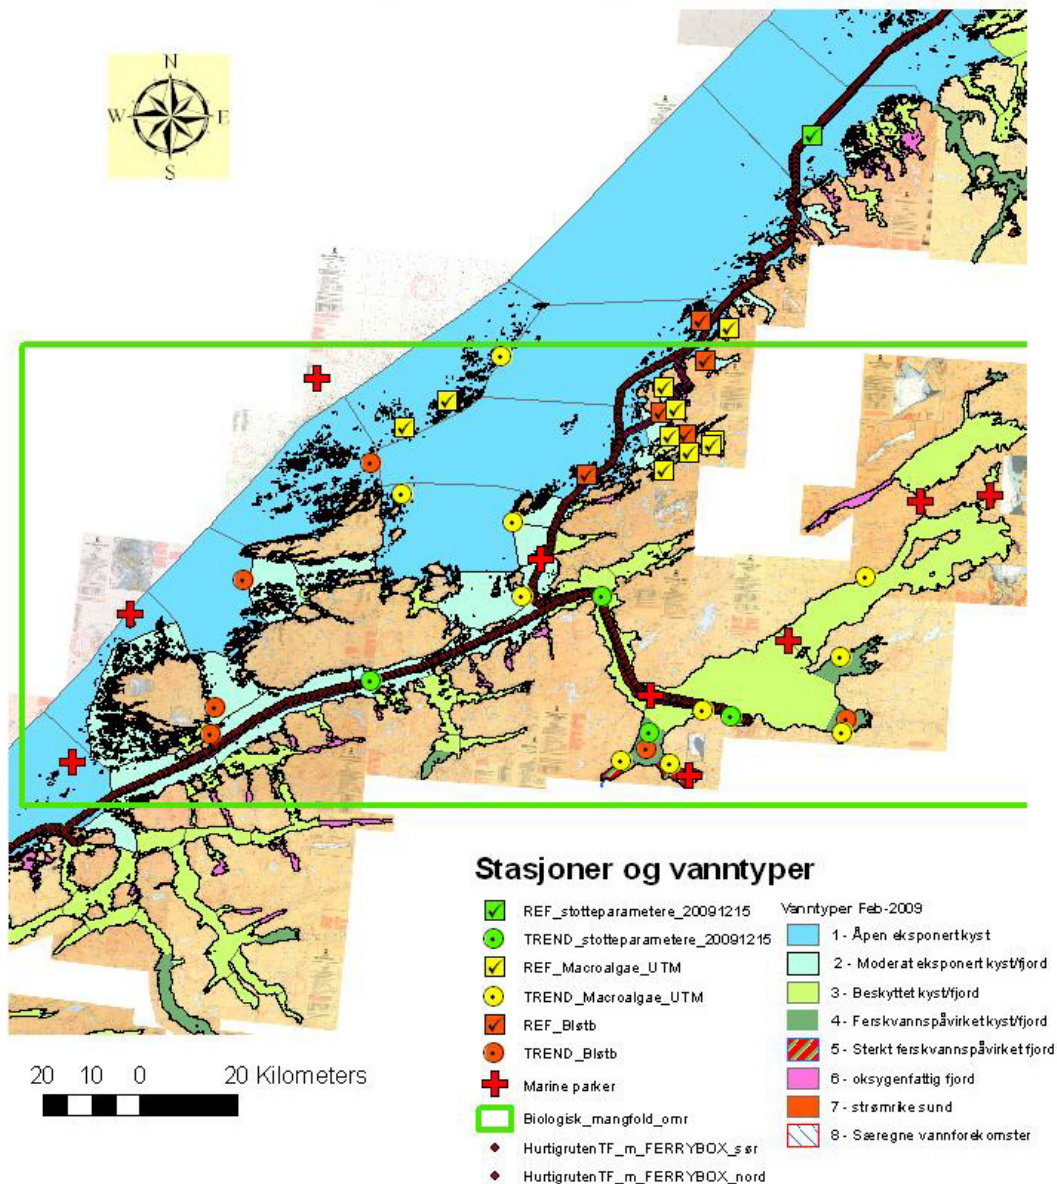 N
W E
S
Stasjoner og vanntyper
REF_stotteparametere_20091215
TREND_stotteparametere_20091215
REF_Macroalgae_UTM
TREND_Macroalgae_UTM
REF_Bløtb
TREND_Bløtb
Marine parker
Biologisk_mangfold_omr
HurtigrutenTF_m_FERRYBOX_sør
HurtigrutenTF_m_FERRYBOX_nord
Vanntyper Feb-2009
1 - Åpen eksponert kyst
2 - Moderat eksponert kyst/fjord
3 - Beskyttet kyst/fjord
4 - Ferskvannspåvirket kyst/fjord
5 - Sterkt ferskvannspåvirket fjord
6 - oksygenfattig fjord
7 - strømrike sund
8 - Særegne vannforekomster
20 10 0 20 Kilometers